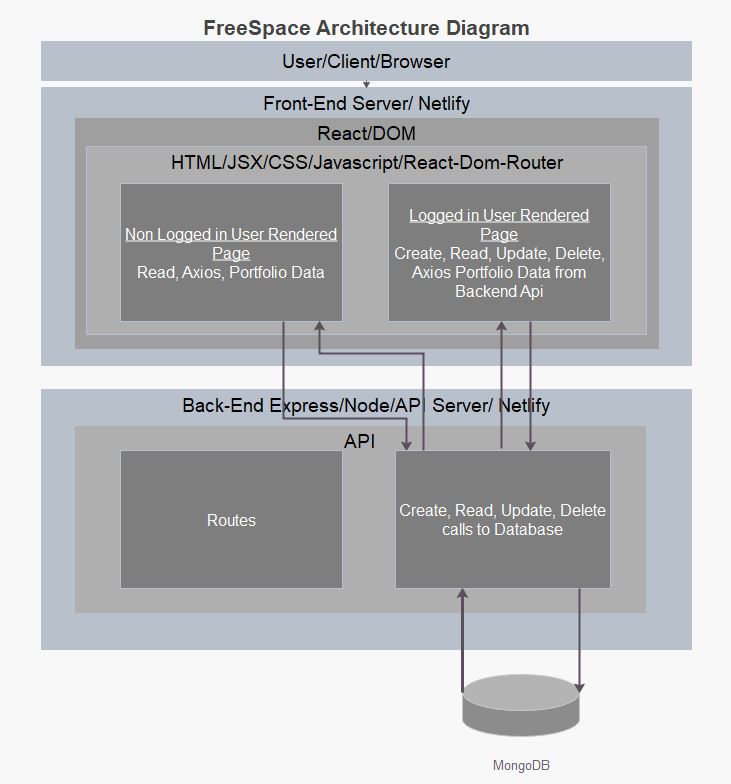 FreeSpace Architecture Diagram
User/Client/Browser
Front-End Server/ Netlify
React/DOM
HTML/JSX/CSS/Javascript/React-Dom-Router
Non Logged in User Rendered
Page
Read, Axios, Portfolio Data
Logged in User Rendered
Page
Create, Read, Update, Delete,
Axios Portfolio Data from
Backend Api
Back-End Express/Node/API Server/ Netlify
API
Routes
Create, Read, Update, Delete
calls to Database
MongoDB